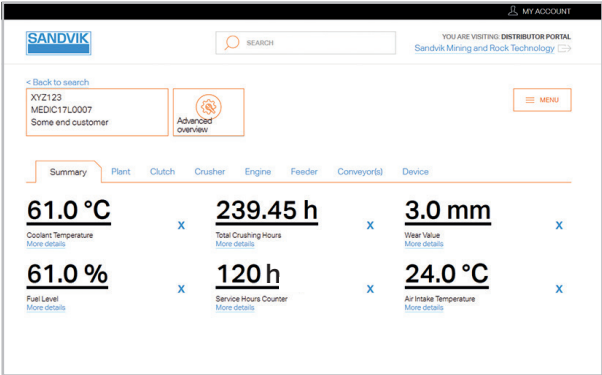 MY ACCOUNT
SANDVIK
SEARCH
YOU ARE VISITING: DISTRIBUTOR PORTAL
Sandvik Mining and Rock Technology
< Back to search
XYZ123
MEDIC17L0007
Some end customer
Advanced
overview
MENU
Summary Plant Clutch Crusher Engine Feeder Conveyor(s) Device
61.0 °C X 239.45 h X 3.0 mm X
Coolant Temperature Total Crushing Hours Wear Value
More details More details More details
61.0 % X 120 h X 24.0 °C X
Fuel Level Service Hours Counter Air Intake Temperature
More details More details More details